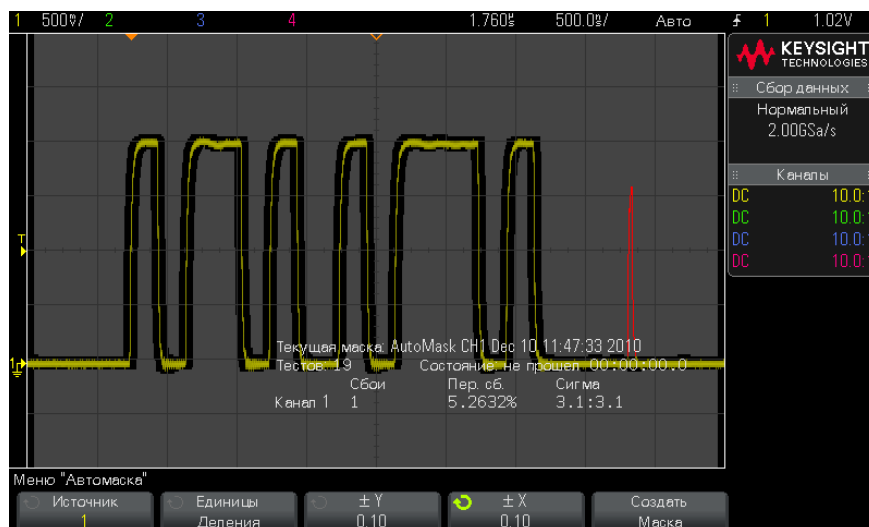 1 500▽/ 2 3 4 1.760s 500.0s/ Авто 1 1.02V
KEYSIGHT
TECHNOLOGIES
Сбор данных
Нормальный
2.00GSa/s
Каналы
DC 10.0:
DC 10.0:
DC 10.0:
DC 10.0:
T
1
Текущая маска: AutoMask CH1 Dec 10 11:47:33 2010
Тестов: 19 Состояние: не прошел 00:00:00.0
Сбои Пер. сб. Сигма
Канал 1 1 5.2632% 3.1:3.1
Меню "Автомаска"
Источник Единицы ± Y ± X Создать
1 Деления 0.10 0.10 Маска